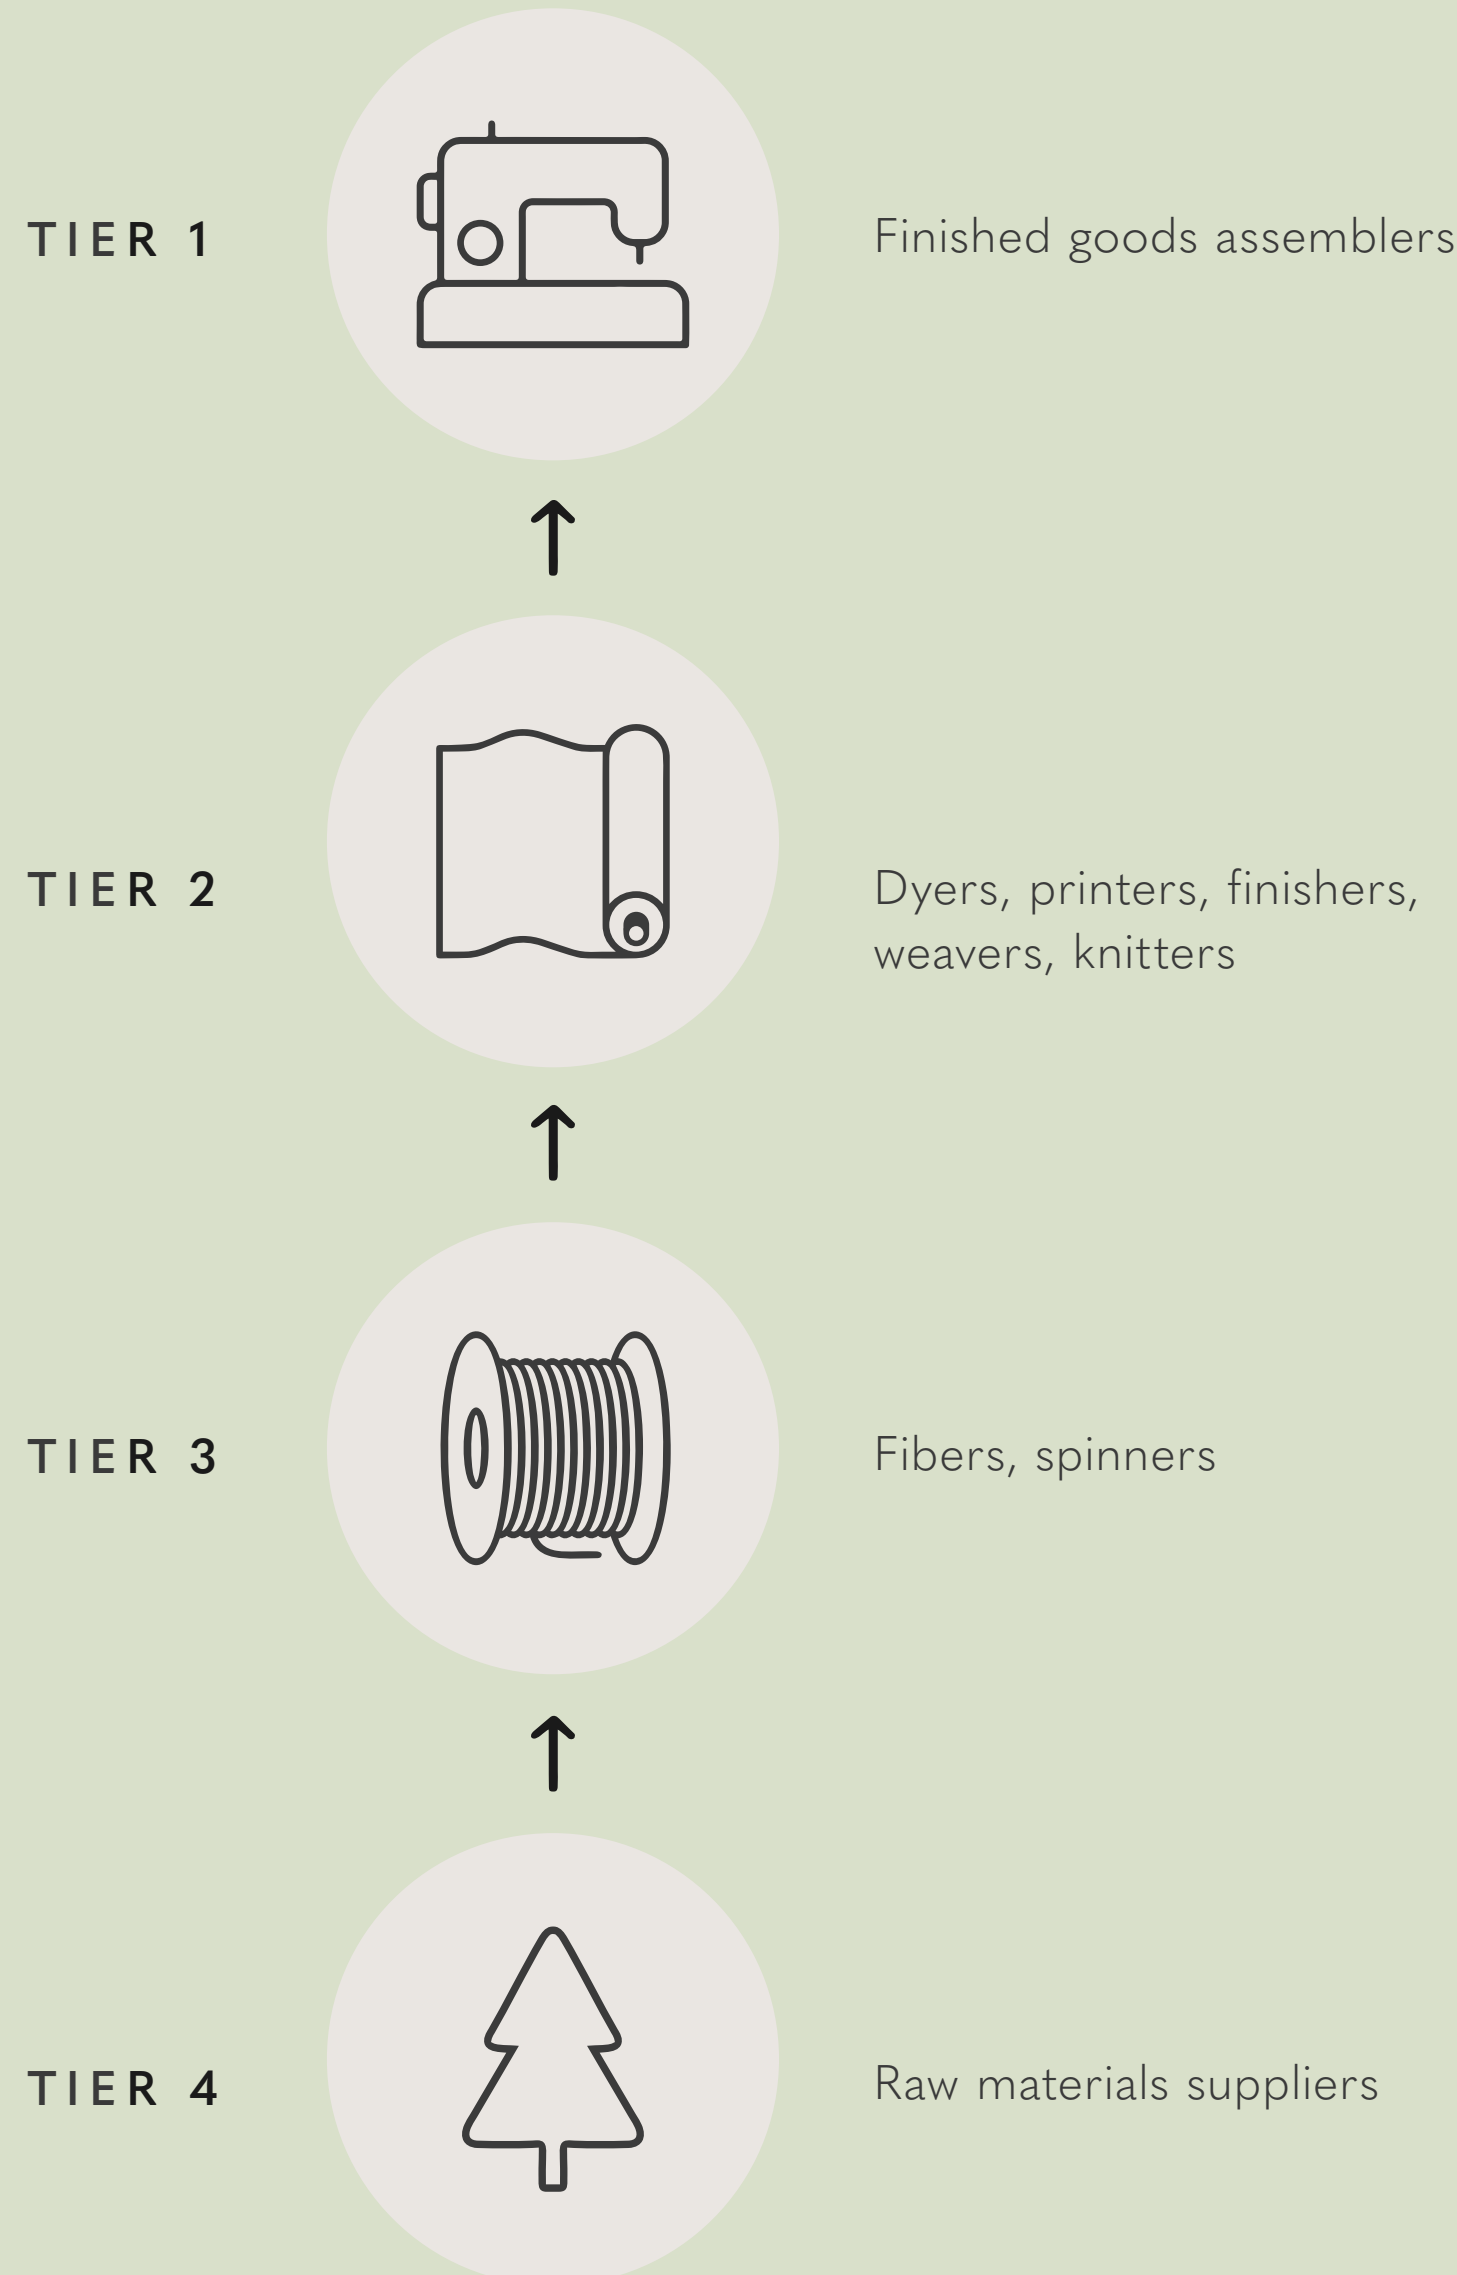 TIER 1
Finished goods assemblers
TIER 2
Dyers, printers, finishers,
weavers, knitters
TIER 3
Fibers, spinners
TIER 4
Raw materials suppliers